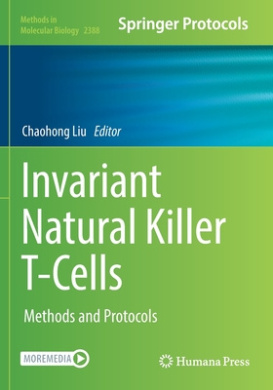 Methods in
Molecular Biology 2388
Springer Protocols
Chaohong Liu Editor
Invariant
Natural Killer
T-Cells
Methods and Protocols
MOREMEDIA
Humana Press